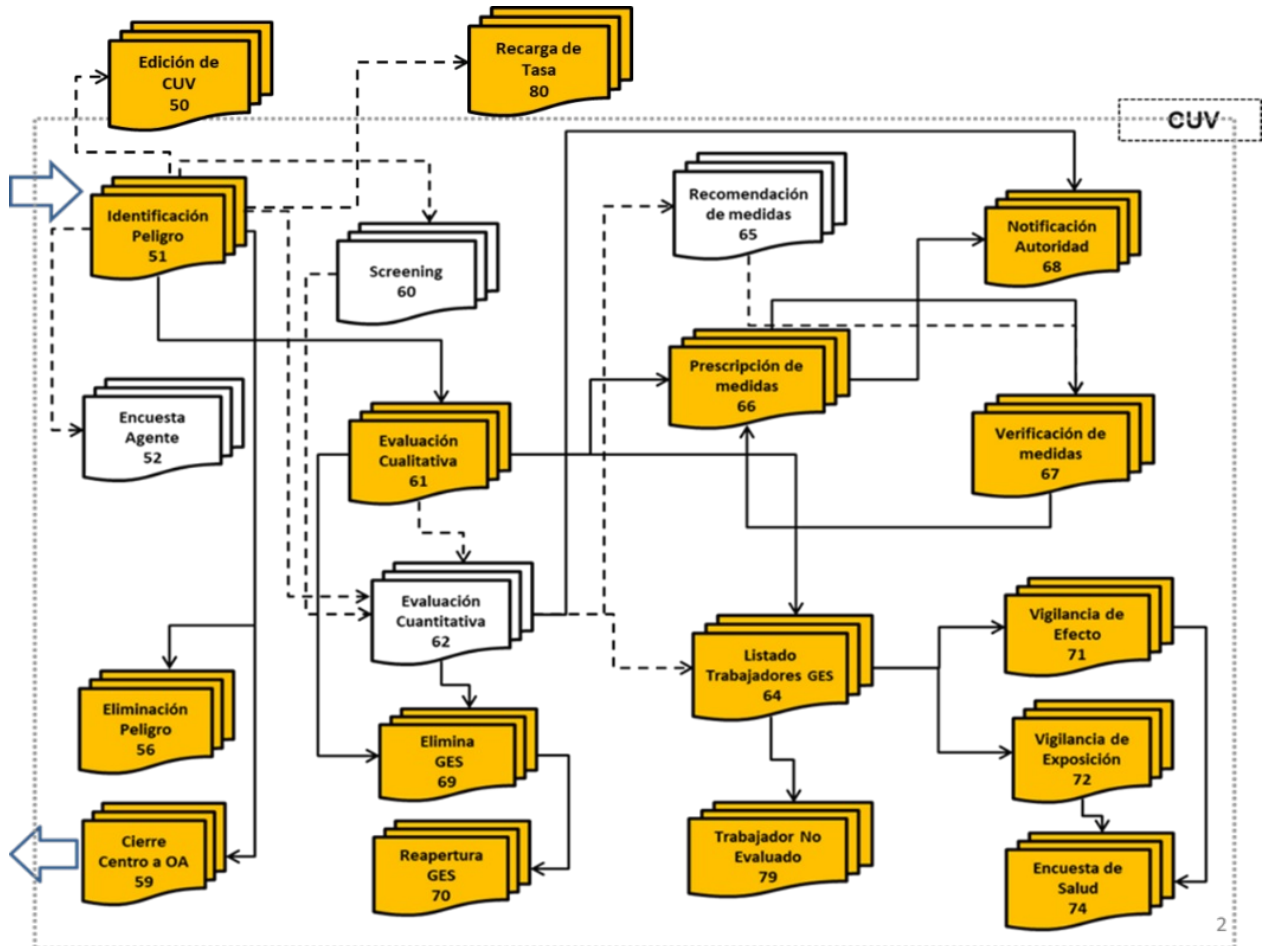 Edición de
CUV
50
Recarga de
Tasa
80
CUV
Identificación
Peligro
51
Screening
60
Recomendación
de medidas
65
Notificación
Autoridad
68
Encuesta
Agente
52
Evaluación
Cualitativa
61
Prescripción de
medidas
66
Verificación de
medidas
67
Evaluación
Cuantitativa
62
Listado
Trabajadores GES
64
Vigilancia de
Efecto
71
Eliminación
Peligro
56
Elimina
GES
69
Vigilancia de
Exposición
72
Cierre
Centro a OA
59
Reapertura
GES
70
Trabajador No
Evaluado
79
Encuesta de
Salud
74
2